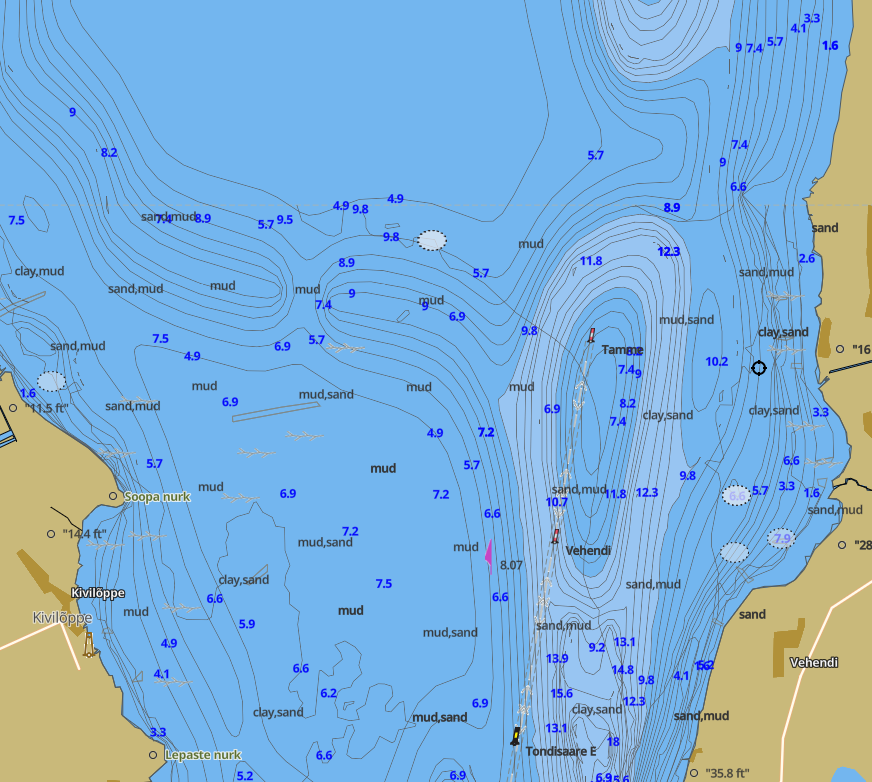 3.3
4.1
5.7
1.6
9
7.4
9
8.2
7.4
5.7
9
6.6
4.9
4.9
9.8
8.9
7.5
sand,mud
7.4
8.9
5.7
9.5
sand
9.8
mud
12.3
11.8
2.6
8.9
clay,mud
5.7
sand,mud
sand,mud
mud
mud
9
mud
7.4
9
6.9
mud,sand
9.8
clay,sand
7.5
5.7
6.9
sand,mud
4.9
Tamme
8.2
"16
10.2
7.4
9
mud
mud
mud
1.6
mud,sand
6.9
sand,mud
"11.5 ft"
6.9
8.2
clay,sand
clay,sand
3.3
7.4
4.9
7.2
5.7
5.7
mud
6.6
9.8
mud
6.9
7.2
sand,mud
11.8
12.3
6.6
5.7
3.3
1.6
Soopa nurk
10.7
6.6
sand,mud
"14.4 ft"
7.2
mud,sand
mud
Vehendi
7.9
"28
8.07
clay,sand
7.5
sand,mud
Kivilõppe
6.6
6.6
Kivilõppe
mud
mud
sand
5.9
mud,sand
sand,mud
4.9
9.2
13.1
13.9
Vehendi
4.1
6.6
14.8
9.8
4.1
6.2
15.6
12.3
clay,sand
6.9
mud,sand
clay,sand
sand,mud
3.3
13.1
18
Lepaste nurk
6.6
Tondisaare E
5.2
6.9
6.9
15.6
"35.8 ft"